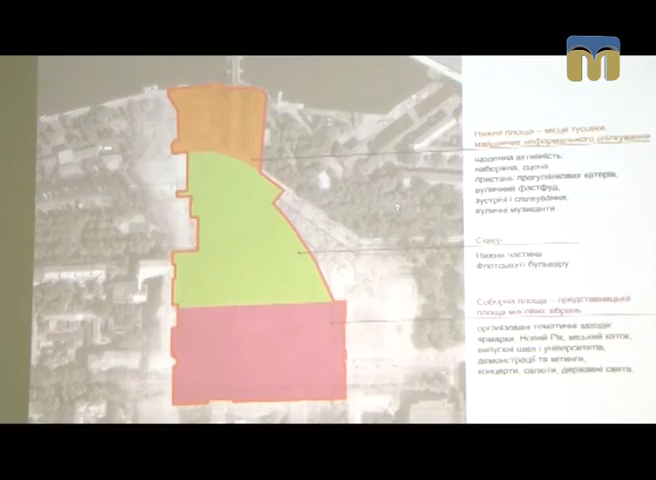 Нижня площа – місце тусовки,
майданчик неформального спілкування
щоденна активність:
набережна, сцена,
пристань прогулянкових катерів,
вуличний фастфуд,
зустрічі і спілкування,
вуличні музиканти
Сквер
Нижня частина
Флотського бульвару
Соборна площа – представницька
площа масових зібрань
організовані тематичні заходи:
ярмарки, Новий Рік, міський каток,
випускні шкіл і університетів,
демонстрації та мітинги,
концерти, салюти, державні свята.
?